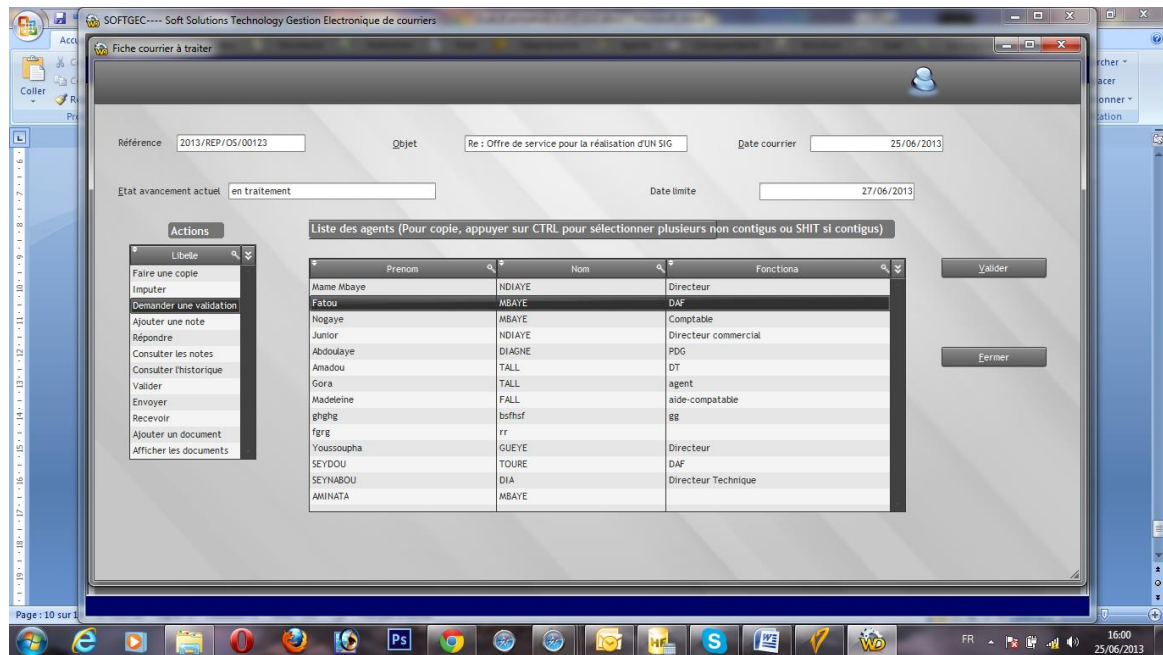 SOFTGEC---- Soft Solutions Technology Gestion Electronique de courriers
Fiche courrier à traiter
Coller
Référence 2013/REP/OS/00123 Objet Re : Offre de service pour la réalisation d'UN SIG Date courrier 25/06/2013
Etat avancement actuel en traitement Date limite 27/06/2013
Actions
Liste des agents (Pour copie, appuyer sur CTRL pour sélectionner plusieurs non contigus ou SHIT si contigus)
Libelle
Faire une copie
Imputer
Demander une validation
Ajouter une note
Répondre
Consulter les notes
Consulter l'historique
Valider
Envoyer
Recevoir
Ajouter un document
Afficher les documents
Prenom Nom Fonctiona
Mame Mbaye NDIAYE Directeur
Fatou MBAYE DAF
Nogaye MBAYE Comptable
Junior NDIAYE Directeur commercial
Abdoulaye DIAGNE PDG
Amadou TALL DT
Gora TALL agent
Madeleine FALL aide-compatable
ghghg bsfhsf gg
fgrg rr
Youssoupha GUEYE Directeur
SEYDOU TOURE DAF
SEYNABOU DIA Directeur Technique
AMINATA MBAYE
Valider
Fermer
Page : 10 sur 1
Ps
WD
FR
16:00
25/06/2013